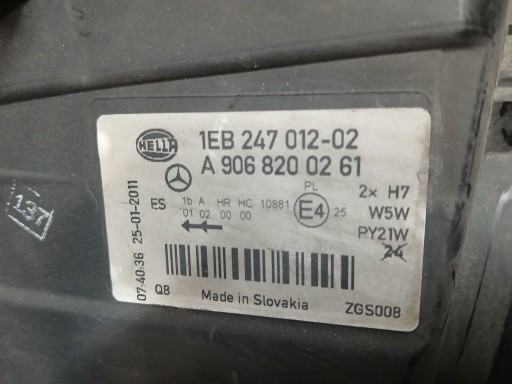 HELLA
1EB 247 012-02
A 906 820 02 61
07:40:36 25-01-2011
ES
1b A HR HC 10881
01 02 00 00
PL
E4 25
2x H7
W5W
PY21W
24
Q8
Made in Slovakia
ZGS008
137